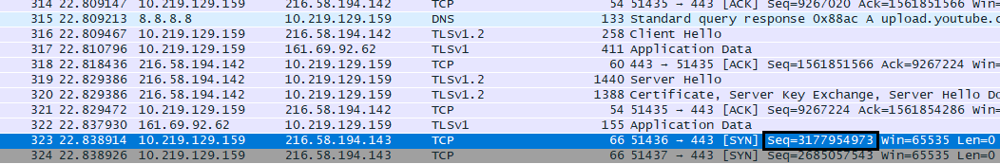 314 22.809147 10.219.129.159 216.58.194.142 TCP 54 51435 → 443 [ACK] Seq=9267020 Ack=1561851566 Win=
315 22.809213 8.8.8.8 10.219.129.159 DNS 133 Standard query response 0x88ac A upload.youtube.c
316 22.809467 10.219.129.159 216.58.194.142 TLSv1.2 258 Client Hello
317 22.810796 10.219.129.159 161.69.92.62 TLSv1 411 Application Data
318 22.818436 216.58.194.142 10.219.129.159 TCP 60 443 → 51435 [ACK] Seq=1561851566 Ack=9267224 Win=
319 22.829386 216.58.194.142 10.219.129.159 TLSv1.2 1440 Server Hello
320 22.829386 216.58.194.142 10.219.129.159 TLSv1.2 1388 Certificate, Server Key Exchange, Server Hello Do
321 22.829472 10.219.129.159 216.58.194.142 TCP 54 51435 → 443 [ACK] Seq=9267224 Ack=1561854286 Win=
322 22.837930 161.69.92.62 10.219.129.159 TLSv1 155 Application Data
323 22.838914 10.219.129.159 216.58.194.143 TCP 66 51436 → 443 [SYN] Seq=3177954973 Win=65535 Len=0
324 22.838926 10.219.129.159 216.58.194.143 TCP 66 51437 → 443 [SYN] Seq=2685057543 Win=65535 Len=0